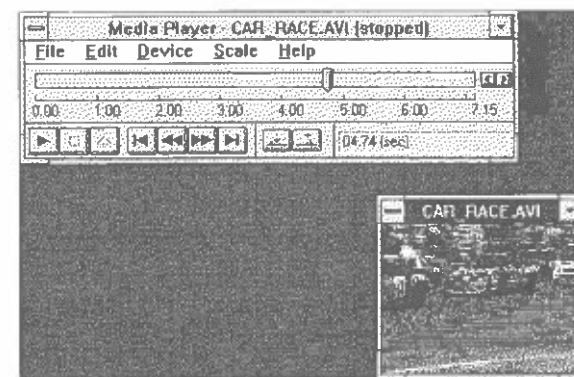 Media Player - CAR_RACE.AVI (stopped)
File Edit Device Scale Help
0.00 1:00 2.00 3.00 4.00 5:00 6:00 7.15
04.74 (sec)
CAR_RACE.AVI